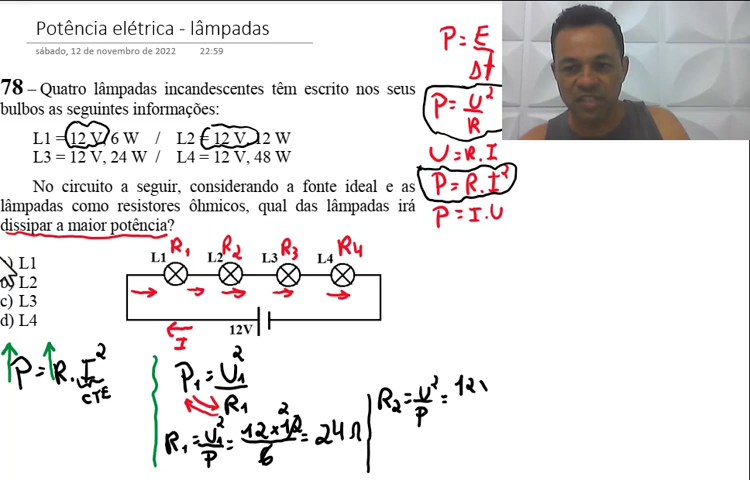 Potência elétrica - lâmpadas
sábado, 12 de novembro de 2022 22:59
78 – Quatro lâmpadas incandescentes têm escrito nos seus
bulbos as seguintes informações:
L1 = 12 V, 6 W / L2 = 12 V, 12 W
L3 = 12 V, 24 W / L4 = 12 V, 48 W
No circuito a seguir, considerando a fonte ideal e as
lâmpadas como resistores ôhmicos, qual das lâmpadas irá
dissipar a maior potência?
L1
b) L2
c) L3
d) L4
P = E/Δt
P = U²/R
U = R.I
P = R.I²
P = I.U
R1 R2 R3 R4
L1 L2 L3 L4
12V
I
P = R.I²
CTE
P1 = U1²/R1
R1 = U1²/P = 12×12/6 = 24Ω
2
R2 = U²/P = 12